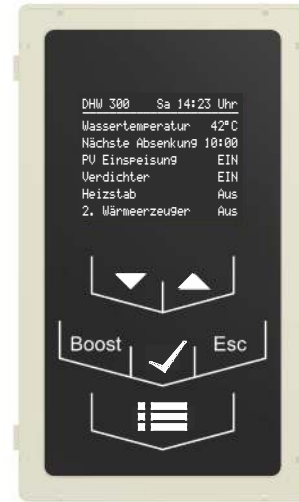 DHW 300 Sa 14:23 Uhr
Wassertemperatur 42°C
Nächste Absenkung 10:00
PV Einspeisung EIN
Verdichter EIN
Heizstab Aus
2. Wärmeerzeuger Aus
Boost
Esc